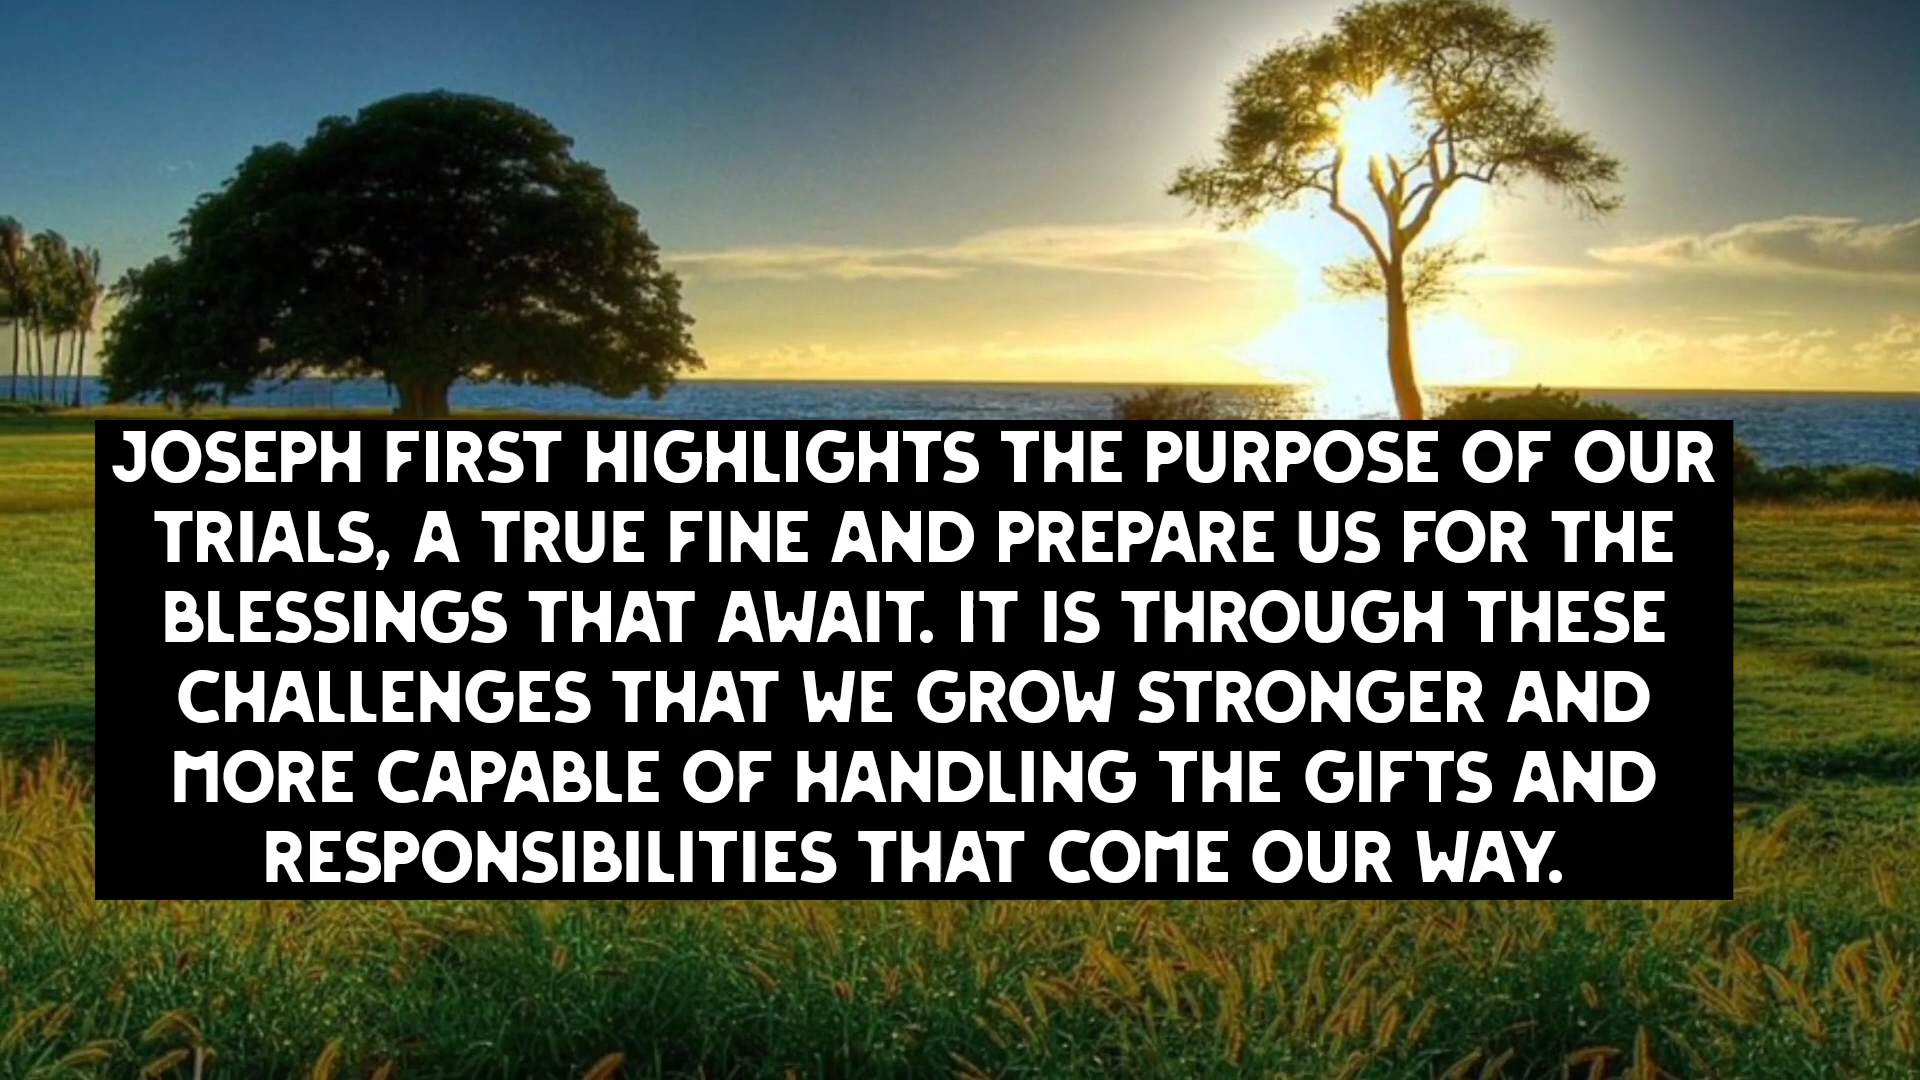 JOSEPH FIRST HIGHLIGHTS THE PURPOSE OF OUR
TRIALS, A TRUE FINE AND PREPARE US FOR THE
BLESSINGS THAT AWAIT. IT IS THROUGH THESE
CHALLENGES THAT WE GROW STRONGER AND
MORE CAPABLE OF HANDLING THE GIFTS AND
RESPONSIBILITIES THAT COME OUR WAY.